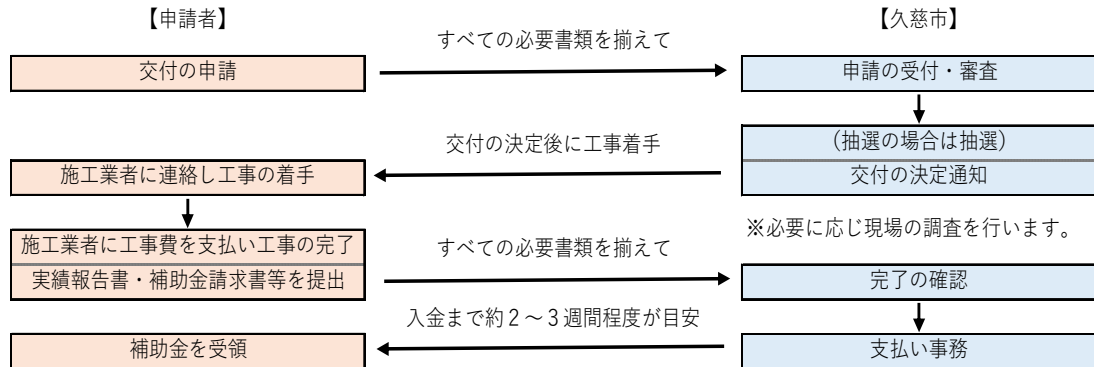 【申請者】
【久慈市】
すべての必要書類を揃えて
交付の申請
申請の受付・審査
交付の決定後に工事着手
(抽選の場合は抽選)
施工業者に連絡し工事の着手
交付の決定通知
※必要に応じ現場の調査を行います。
施工業者に工事費を支払い工事の完了
すべての必要書類を揃えて
実績報告書・補助金請求書等を提出
完了の確認
入金まで約２～３週間程度が目安
補助金を受領
支払い事務